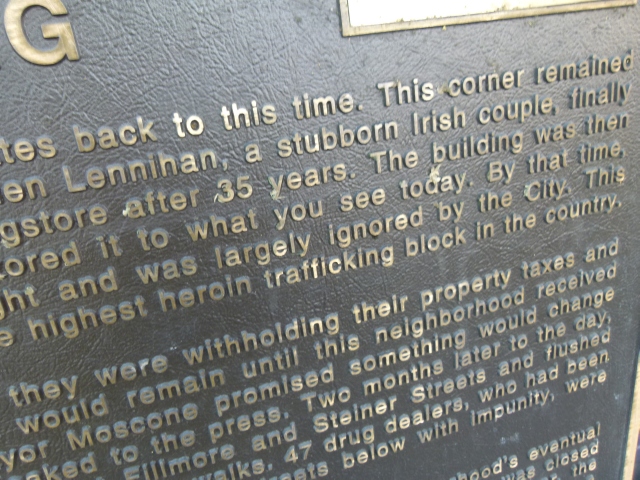 G
tes back to this time. This corner remained
en Lennihan, a stubborn Irish couple, finally
gstore after 35 years. The building was then
ored it to what you see today. By that time,
ght and was largely ignored by the City. This
e highest heroin trafficking block in the country.
they were withholding their property taxes and
would remain until this neighborhood received
yor Moscone promised something would change
aked to the press. Two months later to the day,
Fillmore and Steiner Streets and flushed
walks. 47 drug dealers, who had been
reets below with impunity, were
hood's eventual
was closed
the